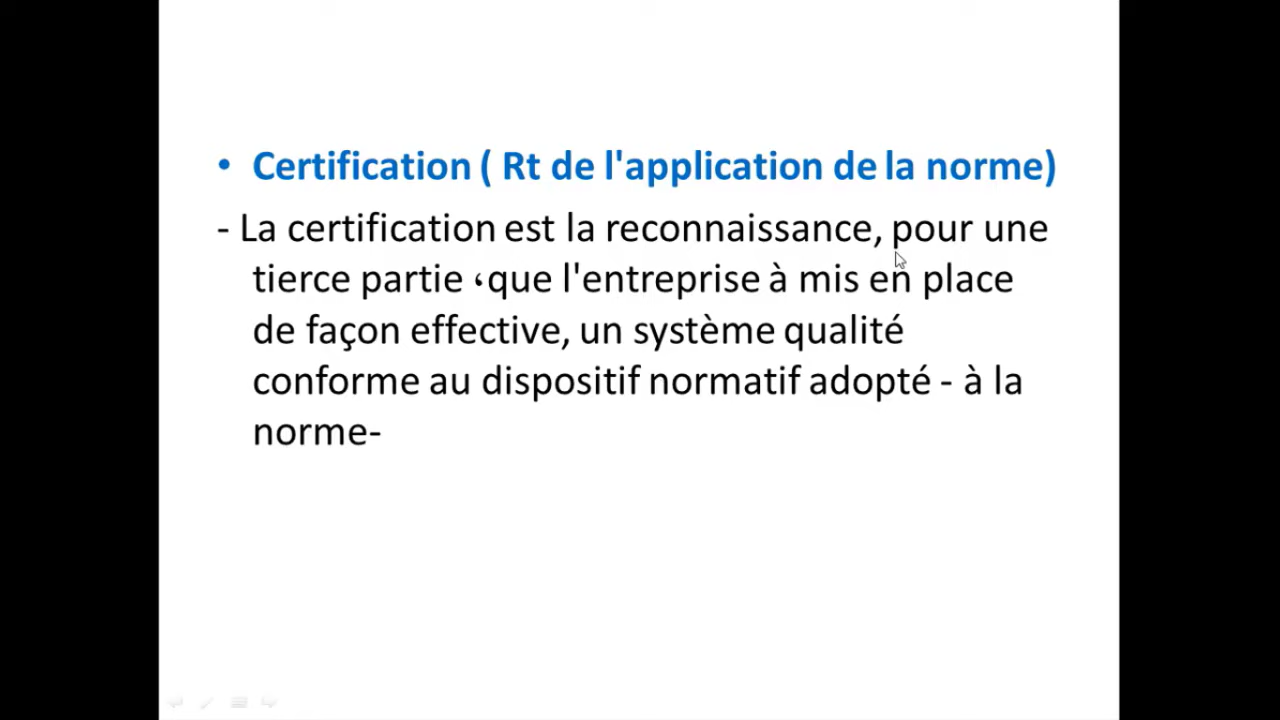 • Certification ( Rt de l'application de la norme)
- La certification est la reconnaissance, pour une
tierce partie ، que l'entreprise à mis en place
de façon effective, un système qualité
conforme au dispositif normatif adopté - à la
norme-